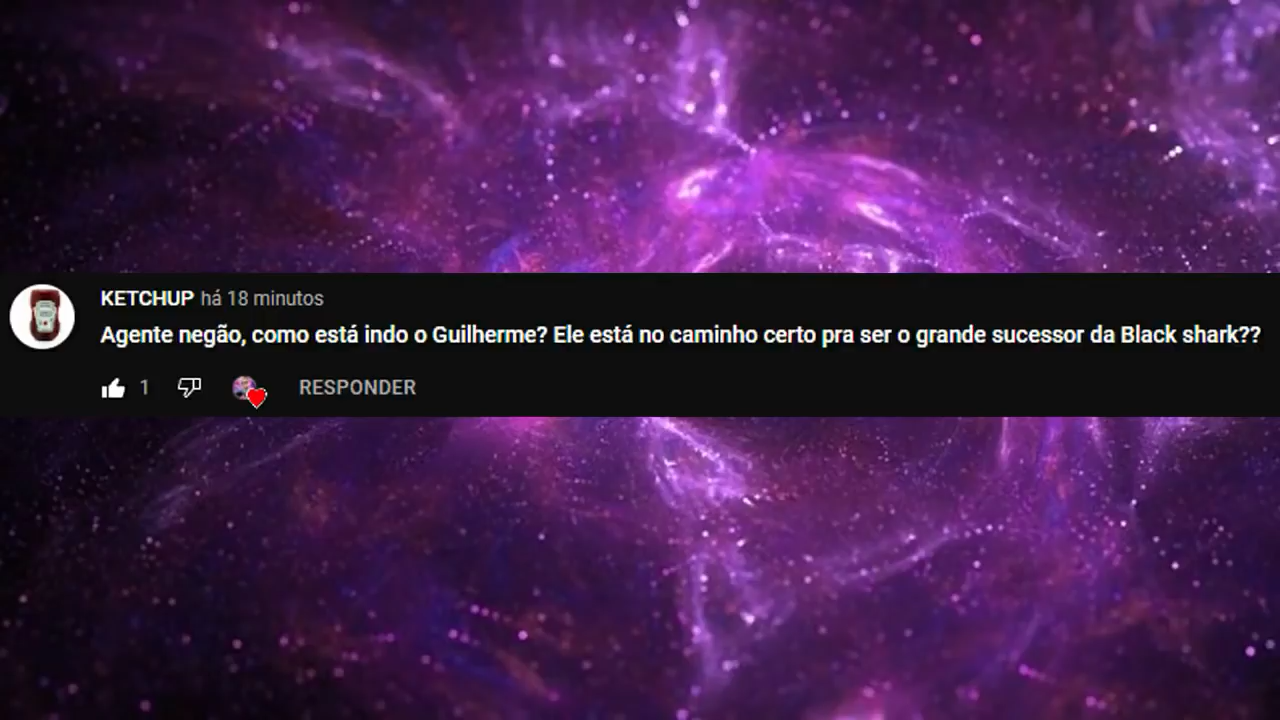 KETCHUP há 18 minutos
Agente negão, como está indo o Guilherme? Ele está no caminho certo pra ser o grande sucessor da Black shark??
1 RESPONDER